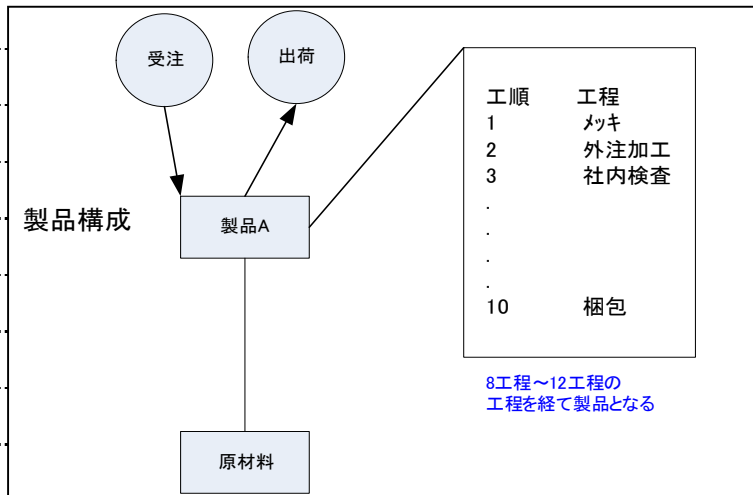 受注
出荷
工順 工程
1 メッキ
2 外注加工
3 社内検査
.
.
.
.
10 梱包
製品構成
製品A
8工程～12工程の
工程を経て製品となる
原材料